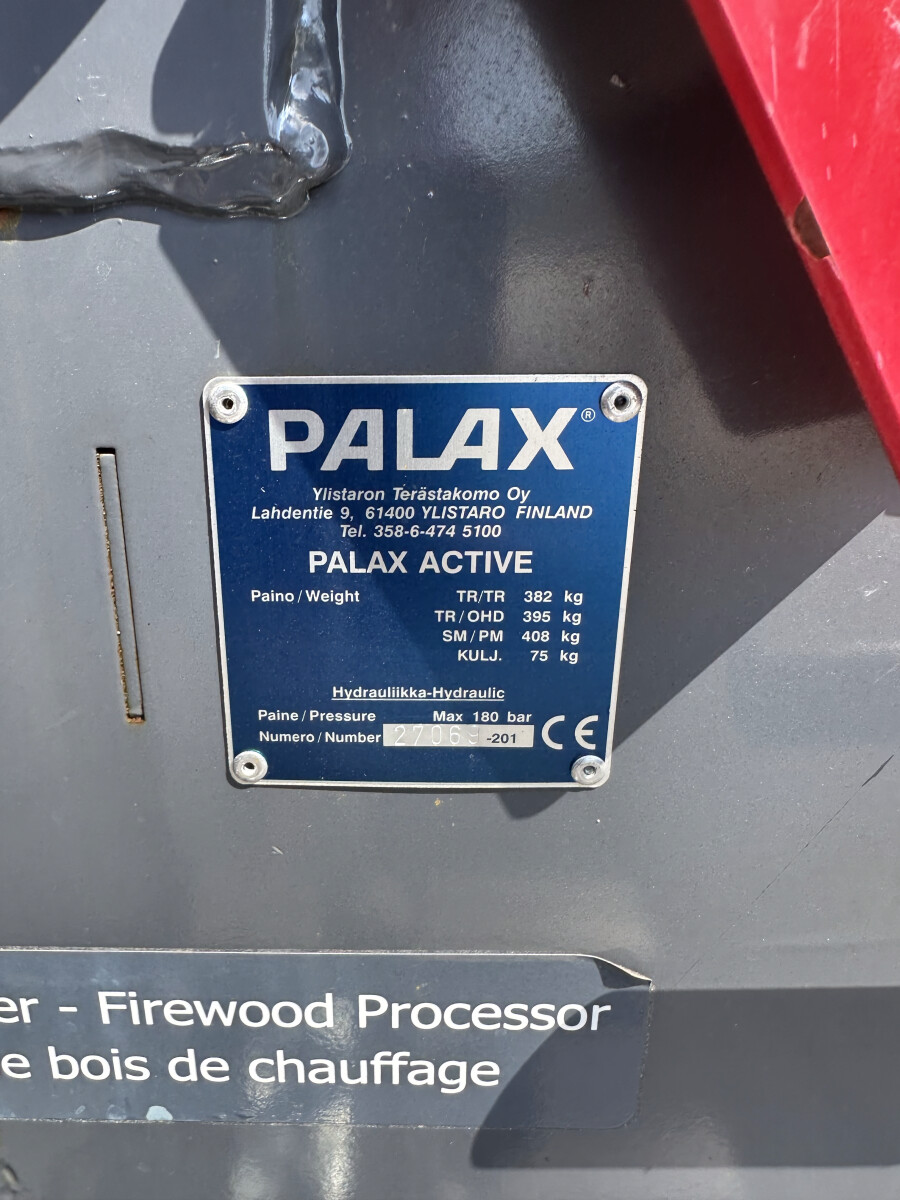 PALAX®
Ylistaron Terästakomo Oy
Lahdentie 9, 61400 YLISTARO FINLAND
Tel. 358-6-474 5100
PALAX ACTIVE
Paino / Weight TR/TR 382 kg
TR / OHD 395 kg
SM / PM 408 kg
KULJ. 75 kg
Hydrauliikka-Hydraulic
Paine / Pressure Max 180 bar
Numero / Number -201 CE
er - Firewood Processor
e bois de chauffage